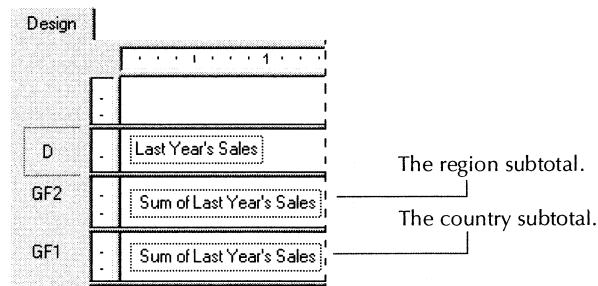 Design
1
D
Last Year's Sales
The region subtotal.
GF2
Sum of Last Year's Sales
The country subtotal.
GF1
Sum of Last Year's Sales